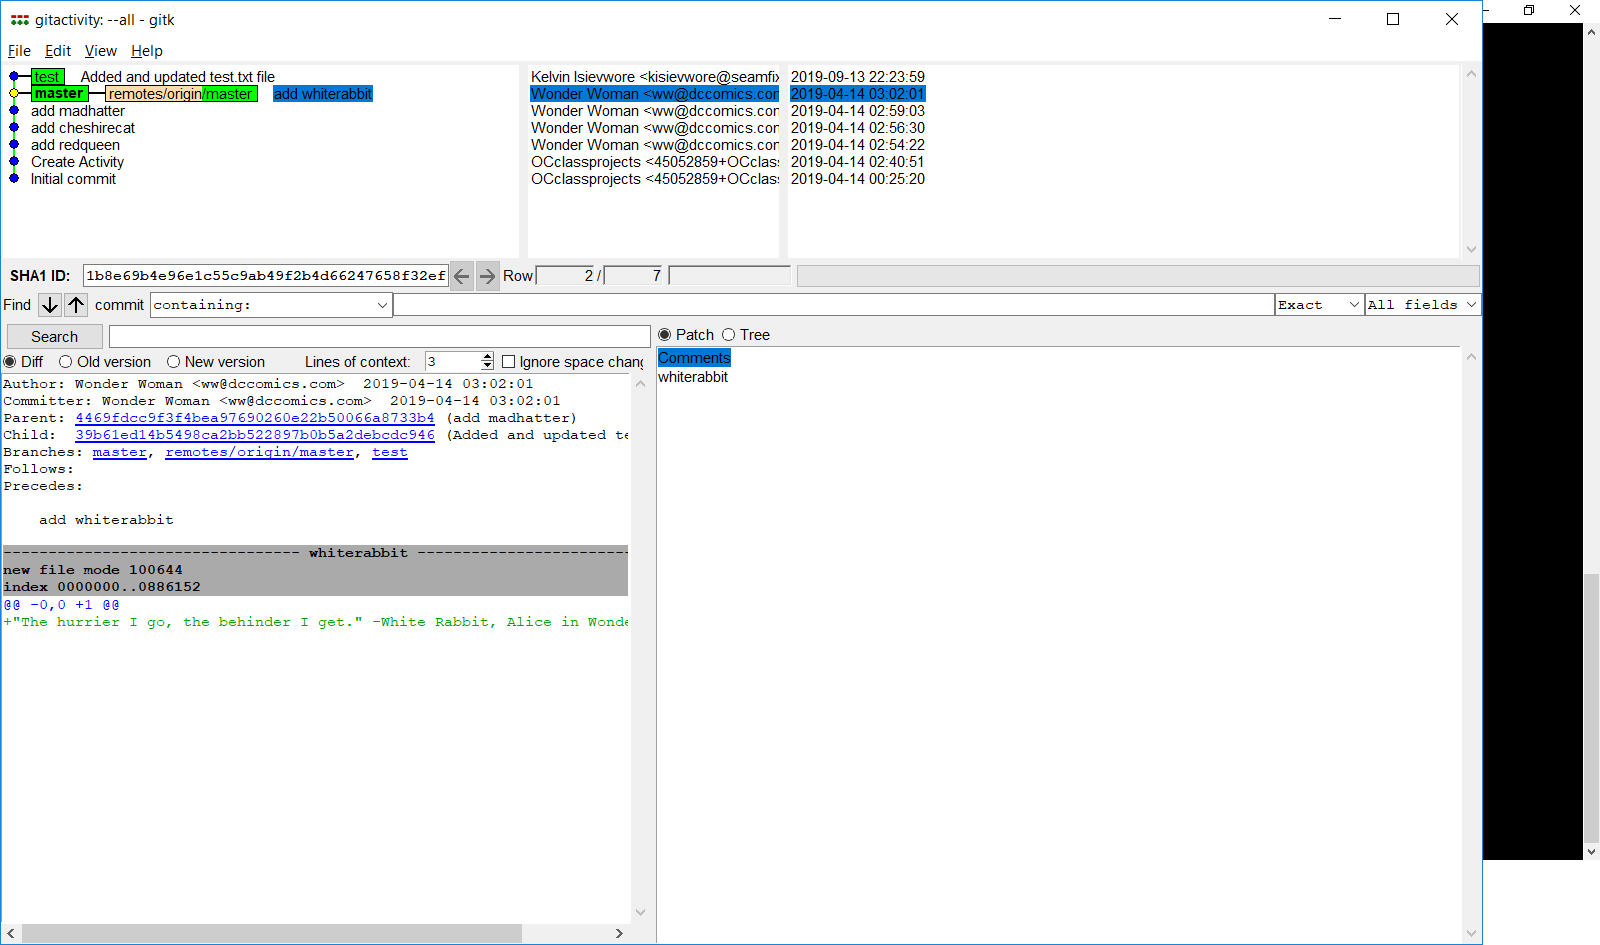 gitactivity: --all - gitk
File Edit View Help
test Added and updated test.txt file Kelvin Isievwore <kisievwore@seamfix 2019-09-13 22:23:59
master remotes/origin/master add whiterabbit Wonder Woman <ww@dccomics.com 2019-04-14 03:02:01
add madhatter Wonder Woman <ww@dccomics.com 2019-04-14 02:59:03
add cheshirecat Wonder Woman <ww@dccomics.com 2019-04-14 02:56:30
add redqueen Wonder Woman <ww@dccomics.com 2019-04-14 02:54:22
Create Activity OCclassprojects <45052859+OCclass 2019-04-14 02:40:51
Initial commit OCclassprojects <45052859+OCclass 2019-04-14 00:25:20
SHA1 ID: 1b8e69b4e96e1c55c9ab49f2b4d66247658f32ef Row 2 / 7
Find commit containing: Exact All fields
Search
Patch Tree
Diff Old version New version Lines of context: 3 Ignore space chang
Comments
whiterabbit
Author: Wonder Woman <ww@dccomics.com> 2019-04-14 03:02:01
Committer: Wonder Woman <ww@dccomics.com> 2019-04-14 03:02:01
Parent: 4469fdcc9f3f4bea97690260e22b50066a8733b4 (add madhatter)
Child: 39b61ed14b5498ca2bb522897b0b5a2debcdc946 (Added and updated te
Branches: master, remotes/origin/master, test
Follows:
Precedes:
add whiterabbit
--------------------------------- whiterabbit ------------------------
new file mode 100644
index 0000000..0886152
@@ -0,0 +1 @@
+"The hurrier I go, the behinder I get." -White Rabbit, Alice in Wonde